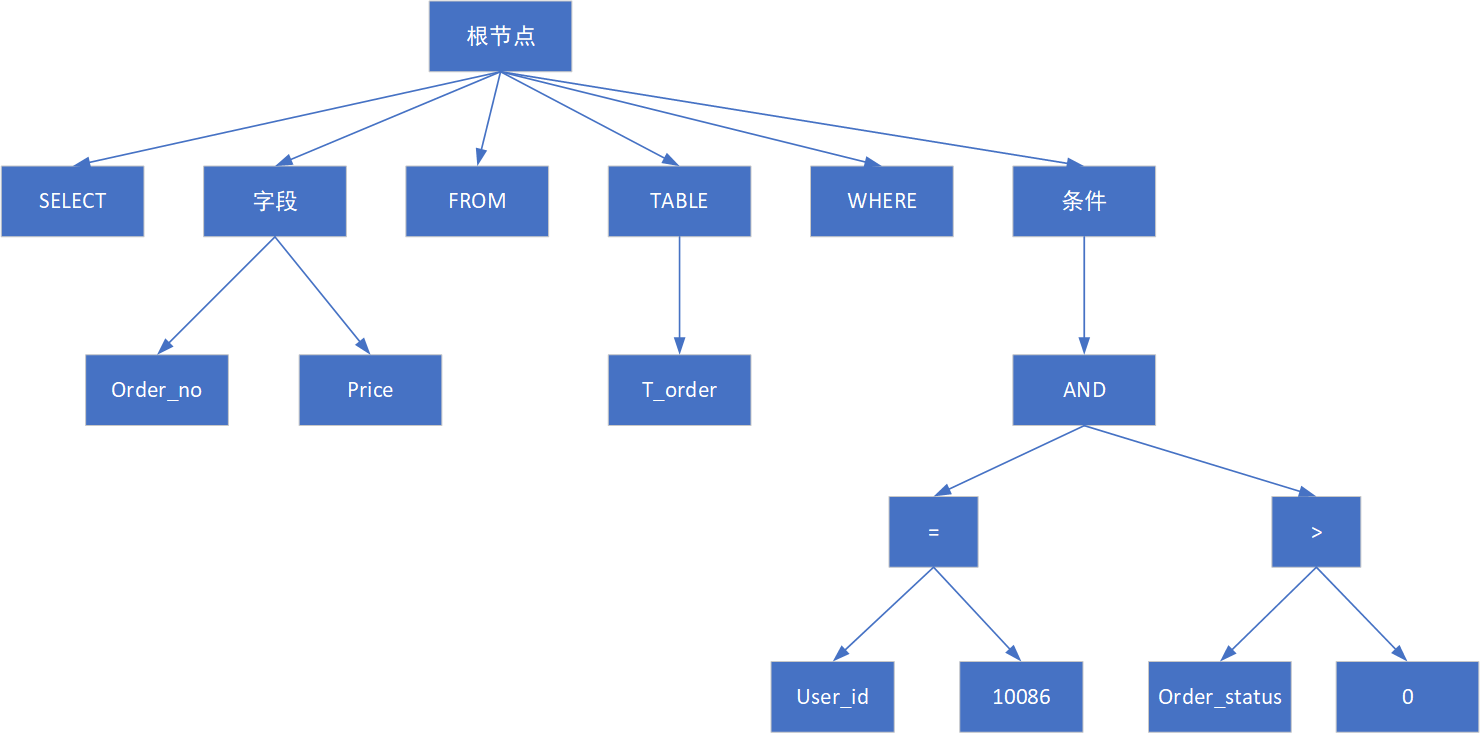 根节点
SELECT
字段
FROM
TABLE
WHERE
条件
Order_no
Price
T_order
AND
=
>
User_id
10086
Order_status
0